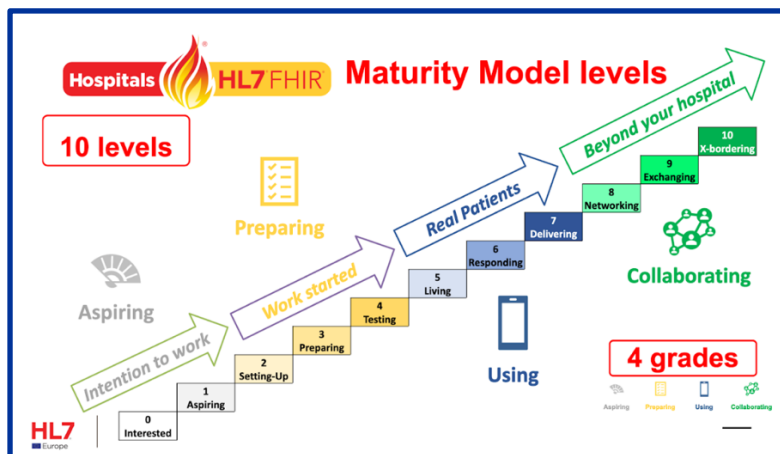 Hospitals HL7 FHIR® Maturity Model levels
10 levels
Aspiring
Preparing
Using
Collaborating
Intention to work
Work started
Real Patients
Beyond your hospital
0
Interested
1
Aspiring
2
Setting-Up
3
Preparing
4
Testing
5
Living
6
Responding
7
Delivering
8
Networking
9
Exchanging
10
X-bordering
4 grades
Aspiring Preparing Using Collaborating
HL7
Europe